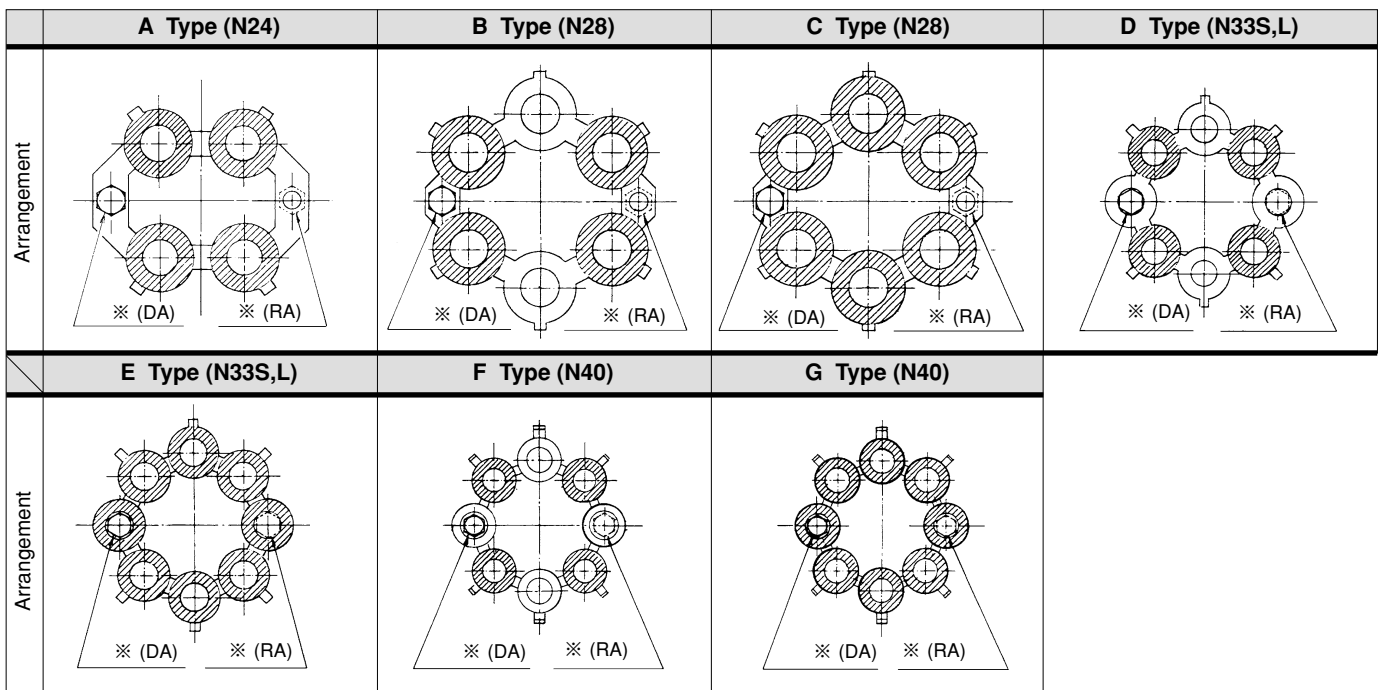 A Type (N24)
B Type (N28)
C Type (N28)
D Type (N33S,L)
Arrangement
※ (DA)
※ (RA)
※ (DA)
※ (RA)
※ (DA)
※ (RA)
※ (DA)
※ (RA)
E Type (N33S,L)
F Type (N40)
G Type (N40)
Arrangement
※ (DA)
※ (RA)
※ (DA)
※ (RA)
※ (DA)
※ (RA)